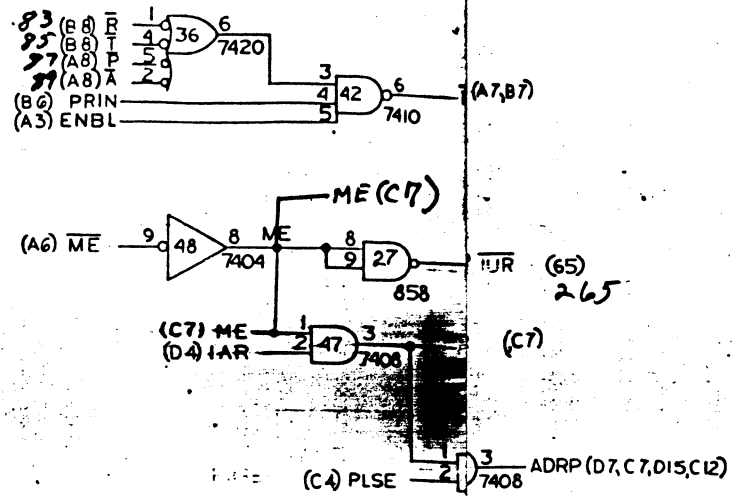 83 (B8) R̅ 1
85 (B8) T̅ 4 36 6
87 (A8) P̅ 5 7420
89 (A8) A̅ 2
3
(B6) PRIN 4 42 6 (A7,B7)
(A3) ENBL 5 7410
ME (C7)
(A6) M̅E̅ 9 48 8 ME 8 27 I̅U̅R̅ (65)
7404 9 858 265
(C7) ME 1 47 3 (C7)
(D4) IAR 2 7408
1 3 ADRP (D7, C7, D15, C12)
(C4) PLSE 2 7408